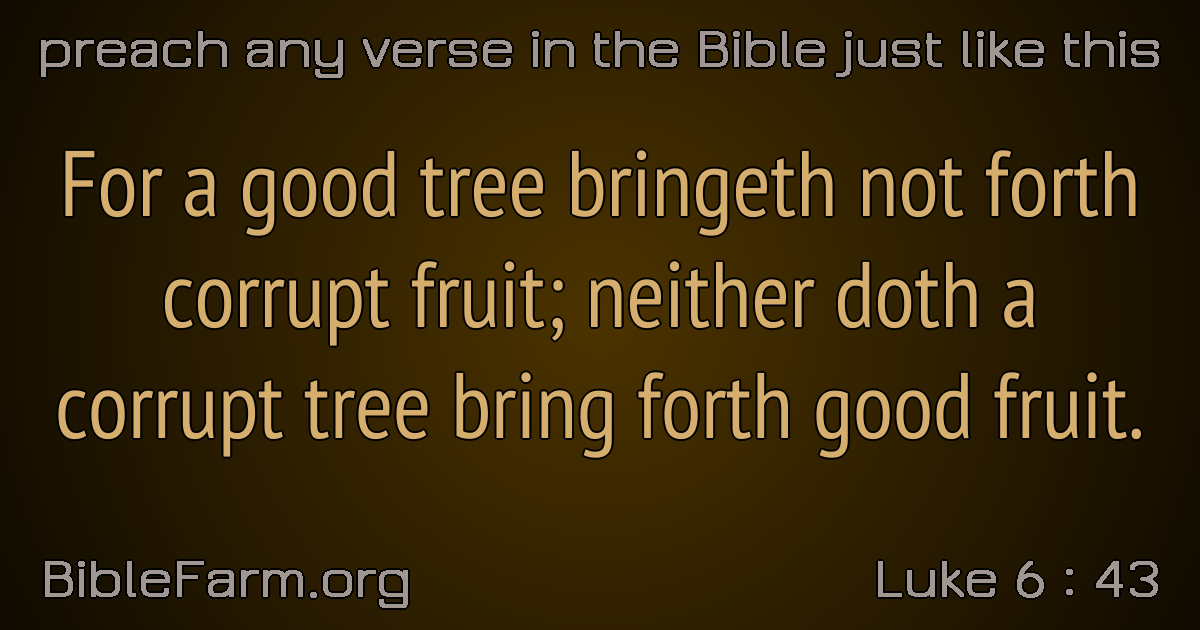 preach any verse in the Bible just like this
For a good tree bringeth not forth
corrupt fruit; neither doth a
corrupt tree bring forth good fruit.
BibleFarm.org
Luke 6 : 43